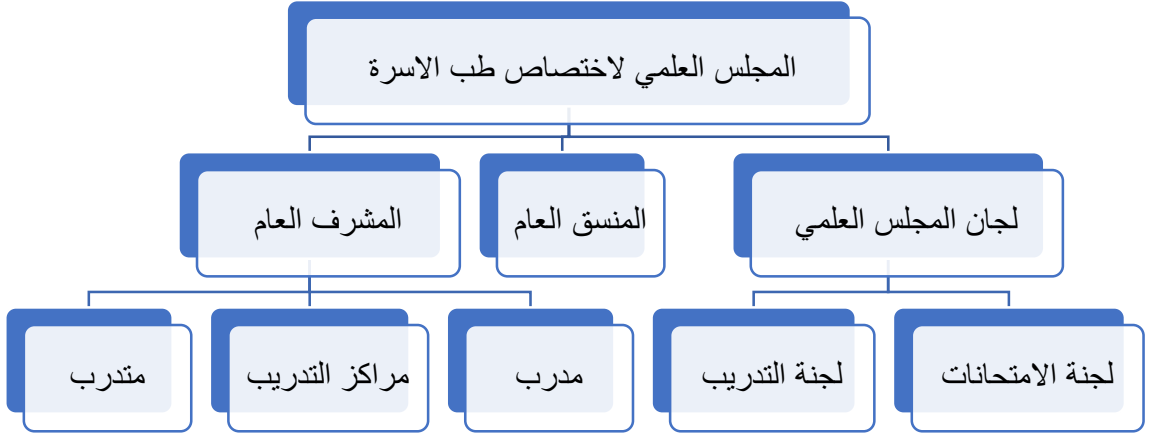 المجلس العلمي لاختصاص طب الاسرة
لجان المجلس العلمي
المنسق العام
المشرف العام
لجنة الامتحانات
لجنة التدريب
مدرب
مراكز التدريب
متدرب